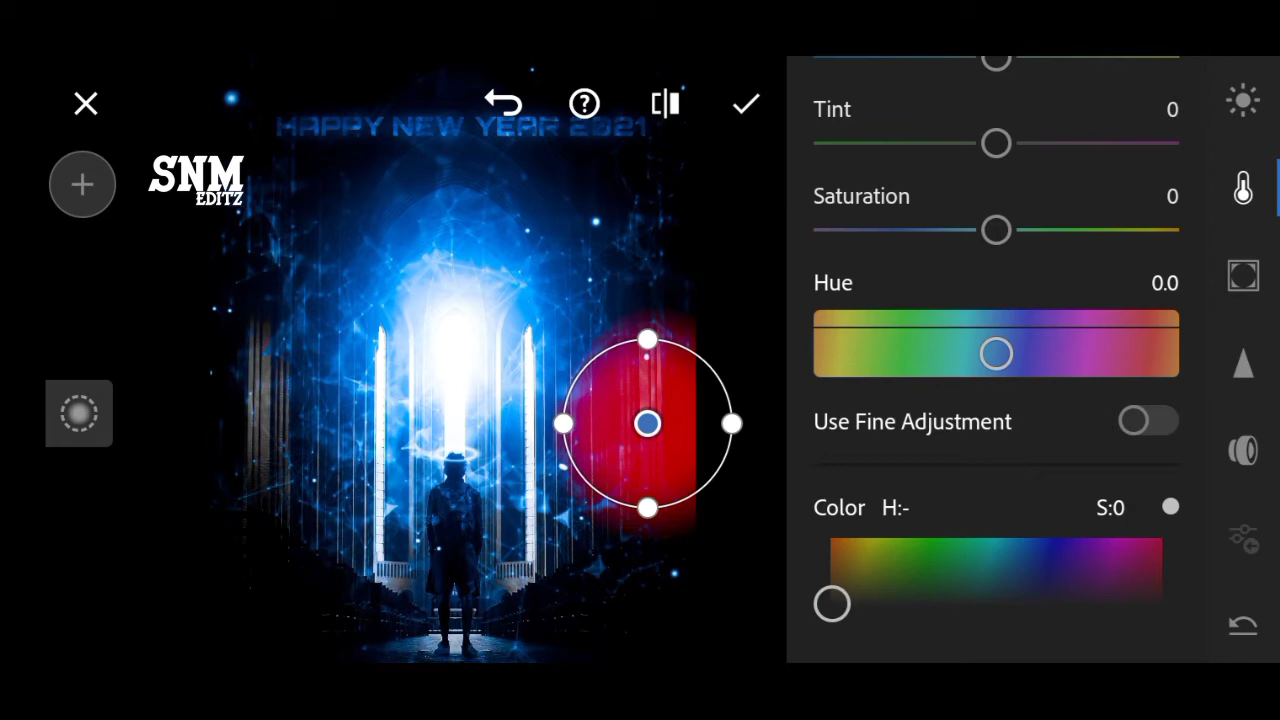 HAPPY NEW YEAR 2021
SNM
EDITZ
Tint 0
Saturation 0
Hue 0.0
Use Fine Adjustment
Color H:- S:0